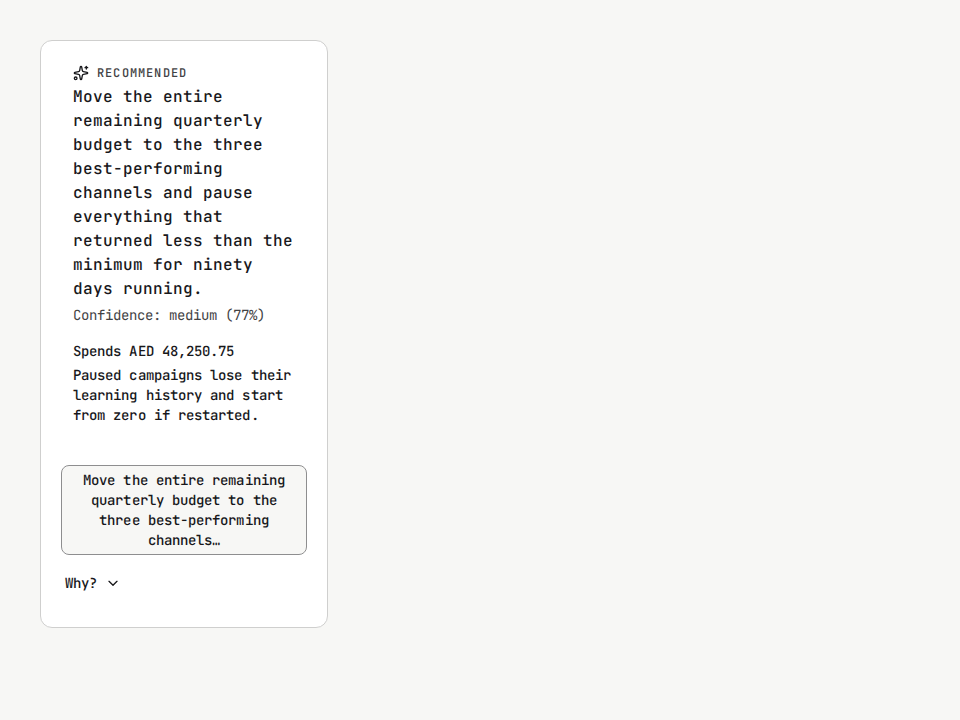 RECOMMENDED
Move the entire
remaining quarterly
budget to the three
best-performing
channels and pause
everything that
returned less than the
minimum for ninety
days running.
Confidence: medium (77%)
Spends AED 48,250.75
Paused campaigns lose their
learning history and start
from zero if restarted.
Move the entire remaining
quarterly budget to the
three best-performing
channels…
Why?